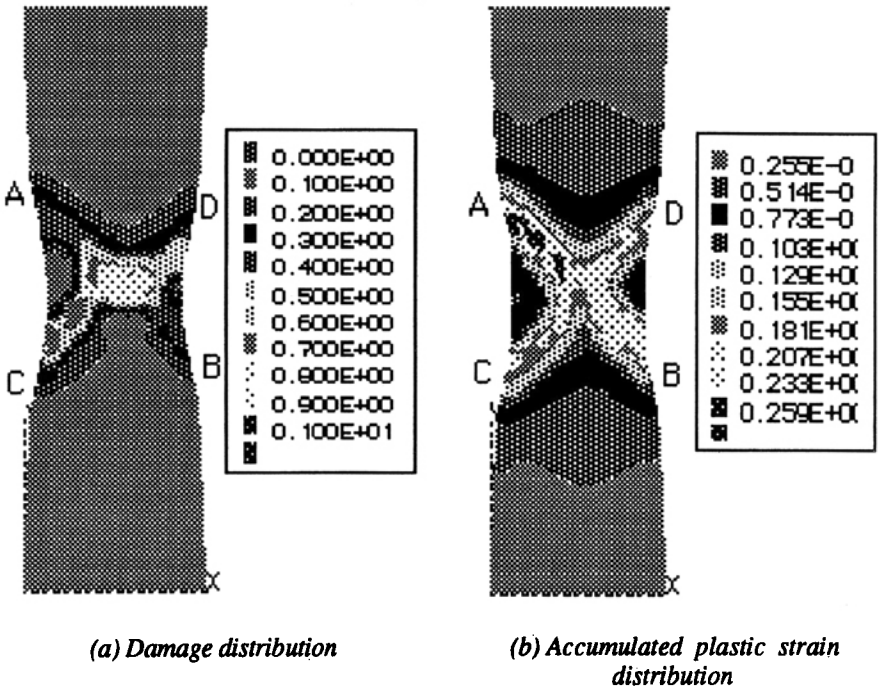 A
D
C
B
X
0.000E+00
0.100E+00
0.200E+00
0.300E+00
0.400E+00
0.500E+00
0.600E+00
0.700E+00
0.800E+00
0.900E+00
0.100E+01
A
D
C
B
X
0.255E-0
0.514E-0
0.773E-0
0.103E+0
0.129E+0
0.155E+0
0.181E+0
0.207E+0
0.233E+0
0.259E+0
(a) Damage distribution
(b) Accumulated plastic strain
distribution